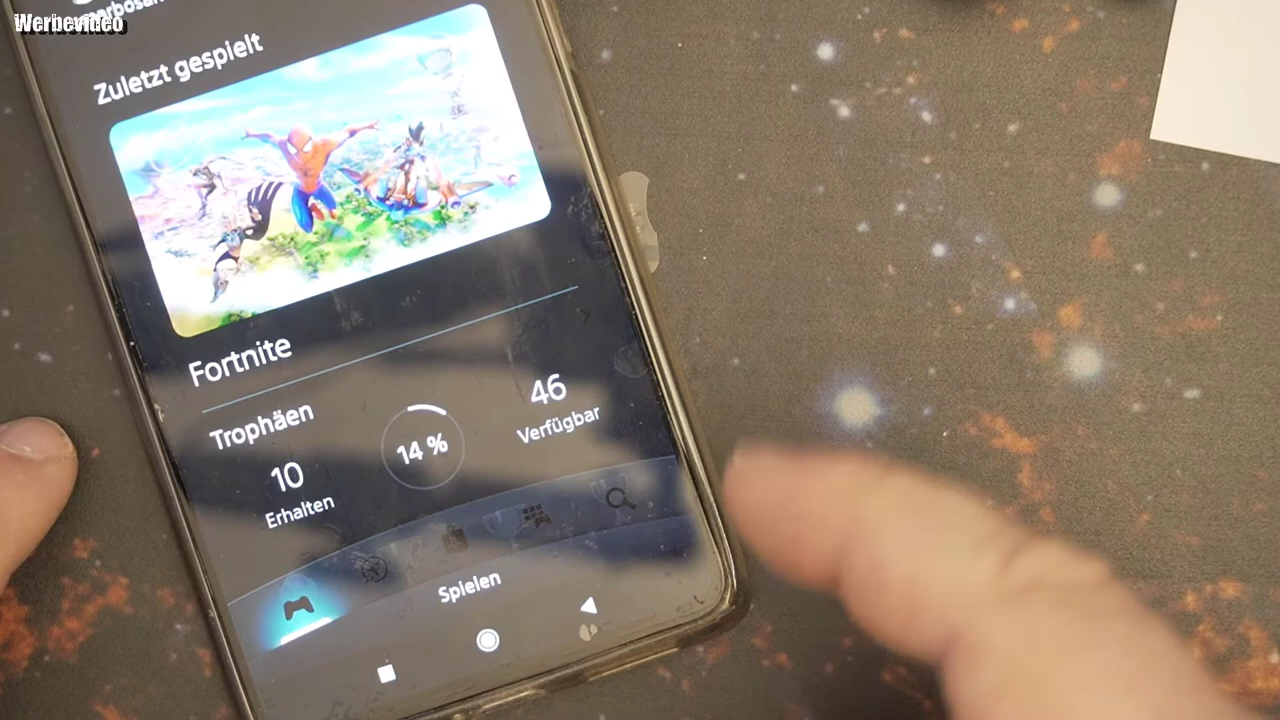 Werbevideo
Zuletzt gespielt
Fortnite
Trophäen
10
Erhalten
14 %
46
Verfügbar
Spielen